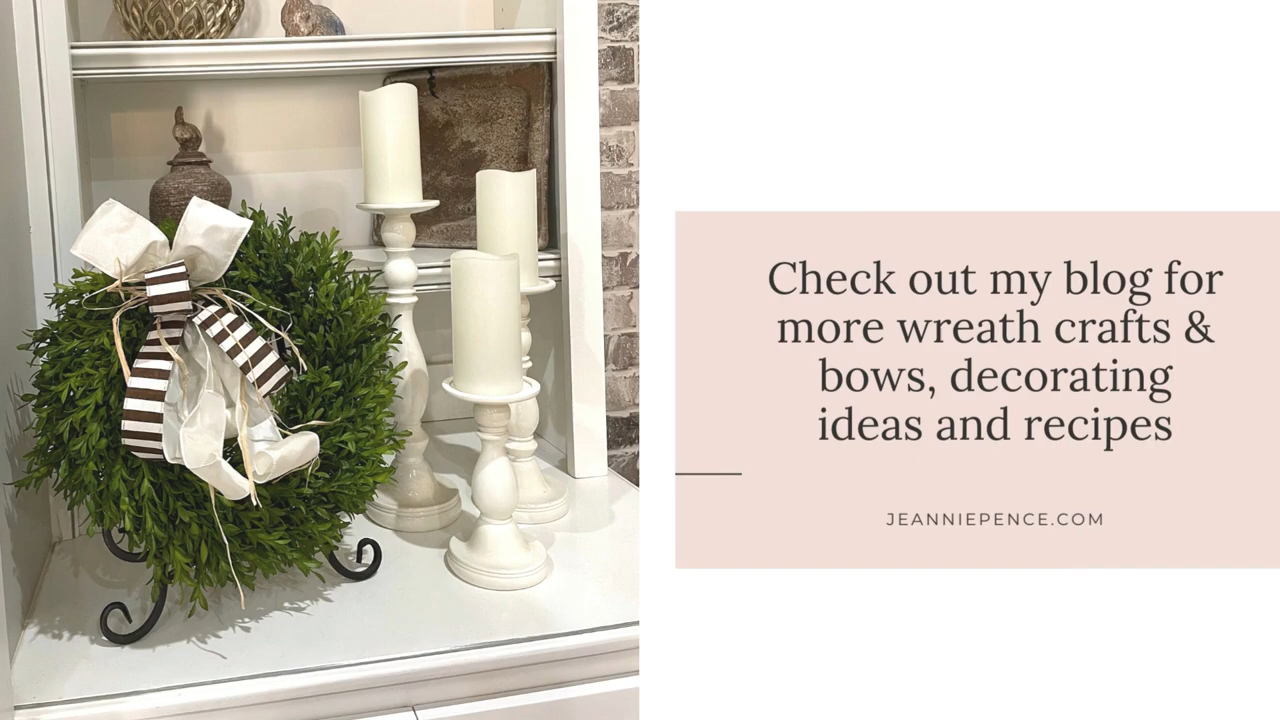 Check out my blog for
more wreath crafts &
bows, decorating
ideas and recipes
JEANNIEPENCE.COM